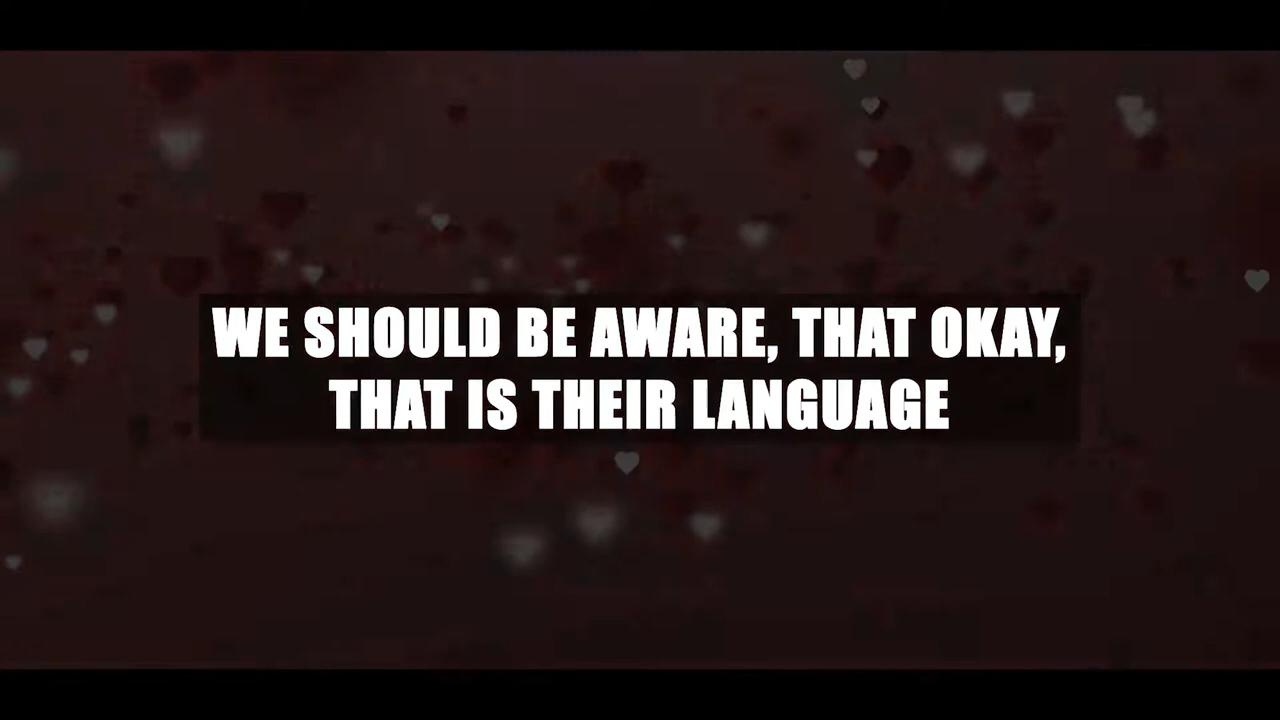 WE SHOULD BE AWARE, THAT OKAY,
THAT IS THEIR LANGUAGE